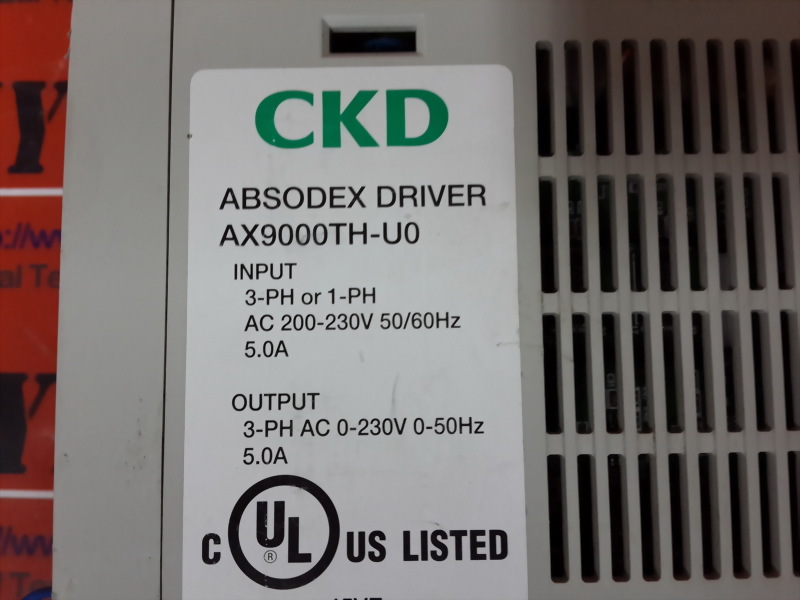 CKD
ABSODEX DRIVER
AX9000TH-U0
INPUT
3-PH or 1-PH
AC 200-230V 50/60Hz
5.0A
OUTPUT
3-PH AC 0-230V 0-50Hz
5.0A
C UL ® US LISTED